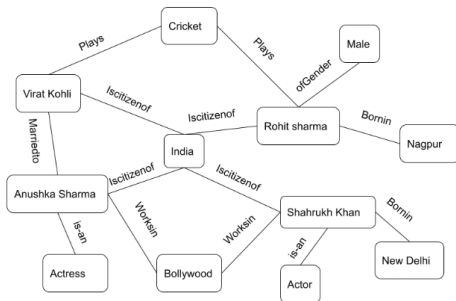 Cricket
Plays
Plays
Male
ofGender
Virat Kohli
Iscitizenof
Iscitizenof
Rohit sharma
Bornin
Nagpur
Marriedto
India
Anushka Sharma
Iscitizenof
Iscitizenof
Shahrukh Khan
Worksin
Worksin
Bornin
is-an
is-an
Actress
Bollywood
Actor
New Delhi